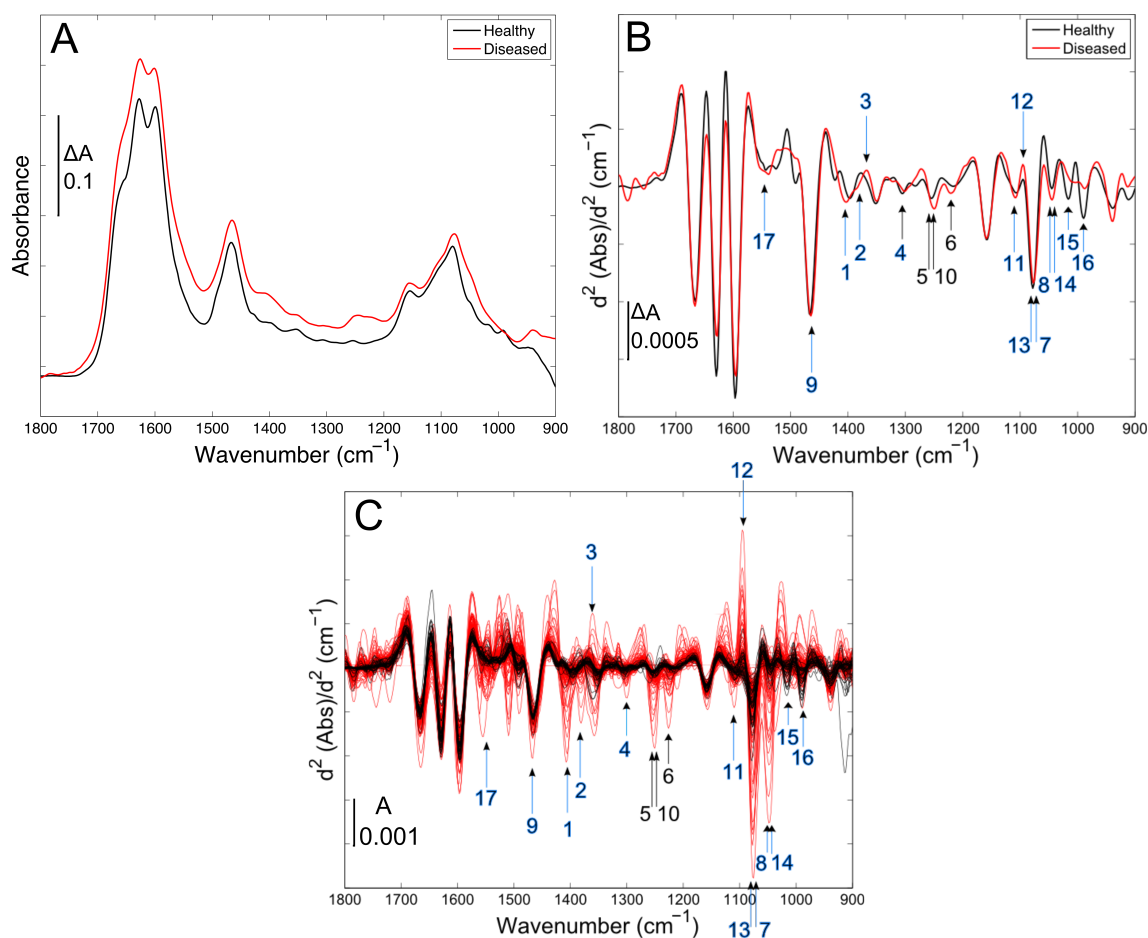 A
Healthy
Diseased
ΔA
0.1
Absorbance
1800 1700 1600 1500 1400 1300 1200 1100 1000 900
Wavenumber (cm⁻¹)
B
Healthy
Diseased
3
12
17
1
2
4
5
10
6
11
8
14
15
16
13
7
9
ΔA
0.0005
d² (Abs)/d² (cm⁻¹)
1800 1700 1600 1500 1400 1300 1200 1100 1000 900
Wavenumber (cm⁻¹)
C
12
3
17
9
1
2
4
6
5
10
11
15
16
8
14
13
7
A
0.001
d² (Abs)/d² (cm⁻¹)
1800 1700 1600 1500 1400 1300 1200 1100 1000 900
Wavenumber (cm⁻¹)